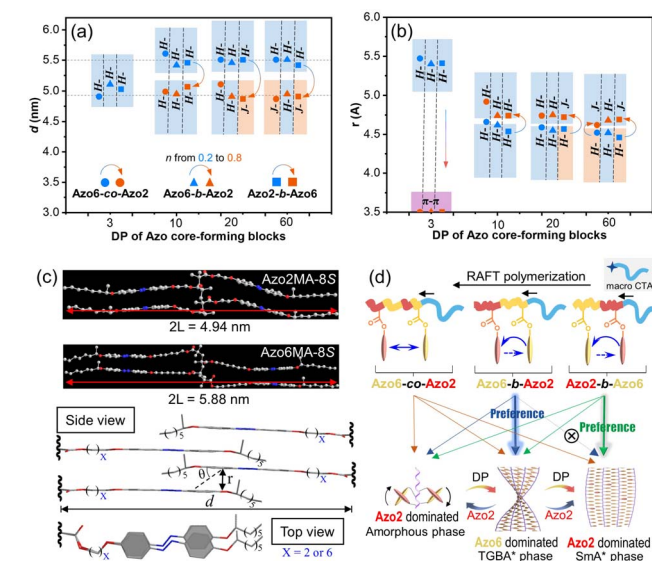 (a)
d (nm)
6.0
5.5
5.0
4.5
4.0
3.5
H- H- H-
H- H- H-
H- H- H-
H- H- H-
H- H- H-
H- H- J-
J- J- J-
n from 0.2 to 0.8
Azo6-co-Azo2 Azo6-b-Azo2 Azo2-b-Azo6
3 10 20 60
DP of Azo core-forming blocks
(b)
r (A)
6.0
5.5
5.0
4.5
4.0
3.5
H- H- H-
H- H- H-
H- H- H-
π-π
3 10 20 60
DP of Azo core-forming blocks
(c)
Azo2MA-8S
2L = 4.94 nm
Azo6MA-8S
2L = 5.88 nm
Side view
X
5
θ
r
d
Top view
X = 2 or 6
(d)
RAFT polymerization
macro CTA
Azo6-co-Azo2 Azo6-b-Azo2 Azo2-b-Azo6
Preference Preference
DP DP
Azo2 Azo2
Azo2 dominated
Amorphous phase
Azo6 dominated
TGBA* phase
Azo2 dominated
SmA* phase